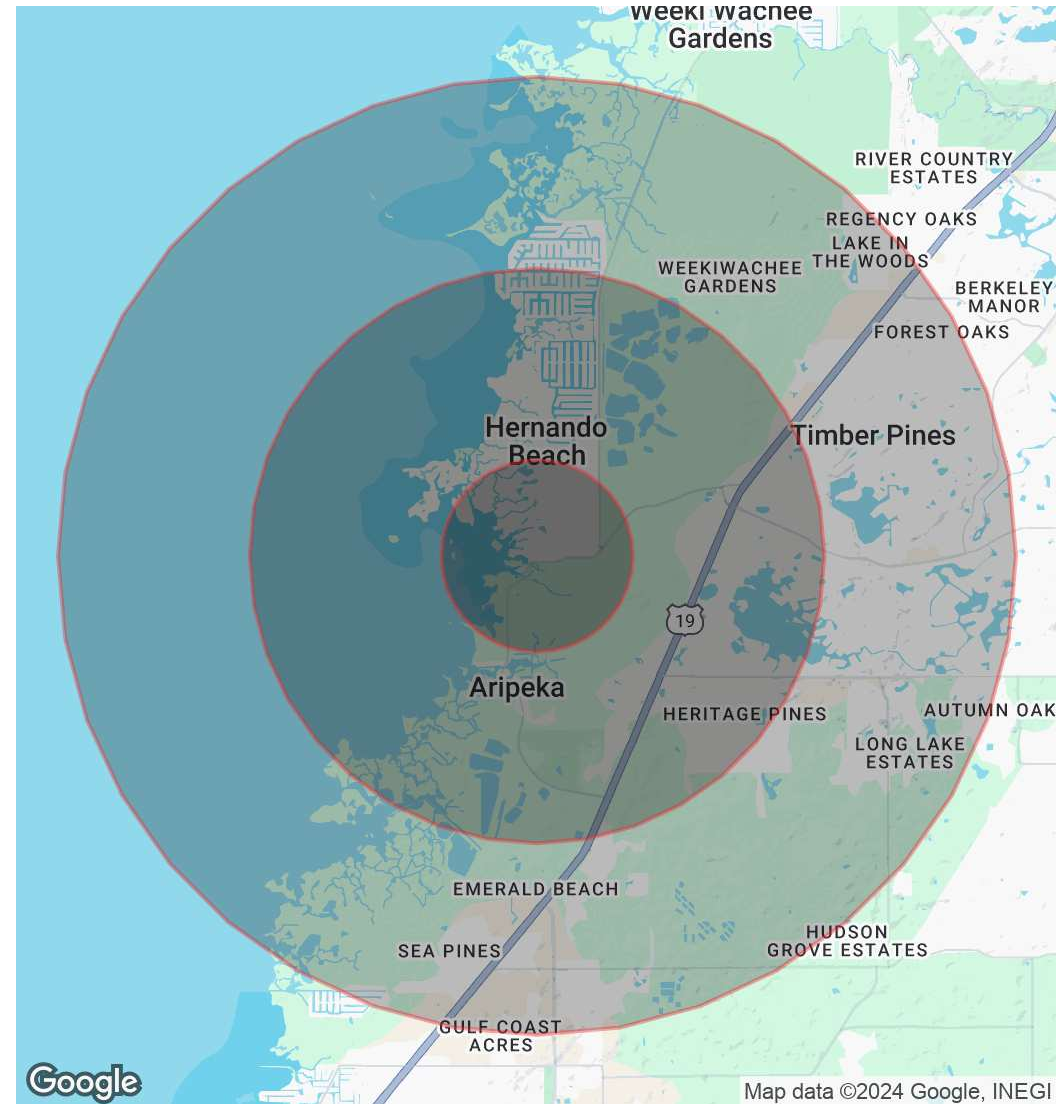 Weeki Wachee
Gardens
RIVER COUNTRY
ESTATES
REGENCY OAKS
LAKE IN
THE WOODS
WEEKIWACHEE
GARDENS
BERKELEY
MANOR
FOREST OAKS
Hernando
Beach
Timber Pines
19
Aripeka
HERITAGE PINES
AUTUMN OAK
LONG LAKE
ESTATES
EMERALD BEACH
HUDSON
GROVE ESTATES
SEA PINES
GULF COAST
ACRES
Google
Map data ©2024 Google, INEGI